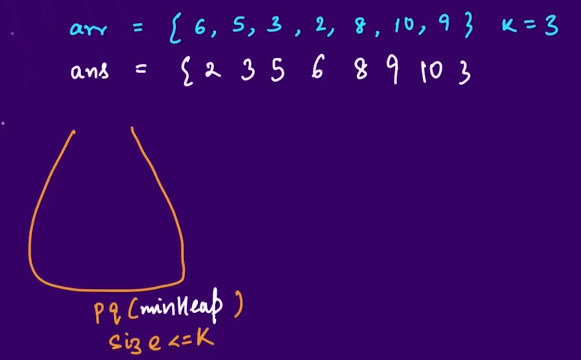 arr = { 6, 5, 3, 2, 8, 10, 9 } K = 3
ans = { 2 3 5 6 8 9 10 }
pq (minHeap)
size <= K